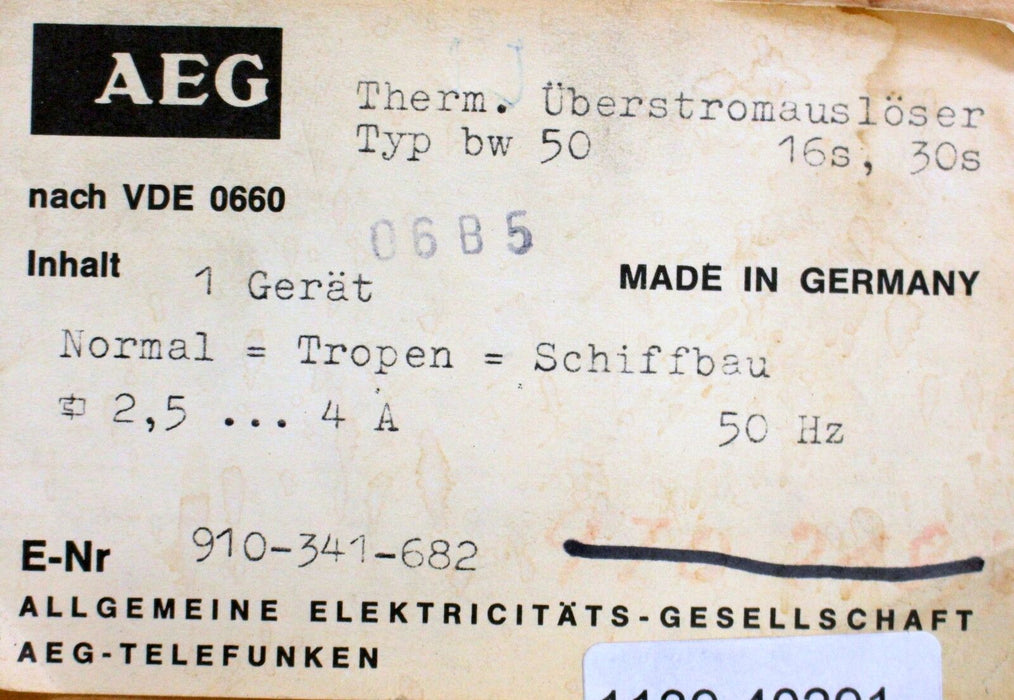 AEG
Therm. Überstromauslöser
Typ bw 50 16s, 30s
nach VDE 0660
06B5
Inhalt 1 Gerät
MADE IN GERMANY
Normal = Tropen = Schiffbau
2,5 ... 4 A 50 Hz
E-Nr 910-341-682
ALLGEMEINE ELEKTRICITÄTS-GESELLSCHAFT
AEG-TELEFUNKEN